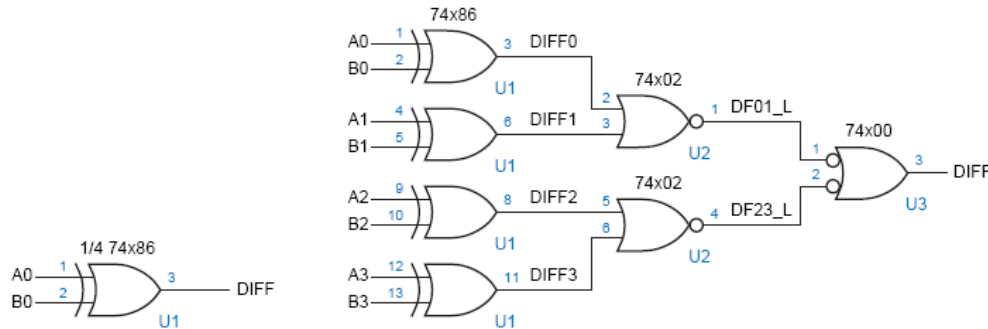 74x86
A0 1 3 DIFF0
B0 2
U1
74x02
2 1 DF01_L
3
U2
A1 4 6 DIFF1
B1 5
U1
74x00
1 3 DIFF
2
U3
A2 9 8 DIFF2
B2 10
U1
74x02
5 4 DF23_L
6
U2
A3 12 11 DIFF3
B3 13
U1
1/4 74x86
A0 1 3 DIFF
B0 2
U1